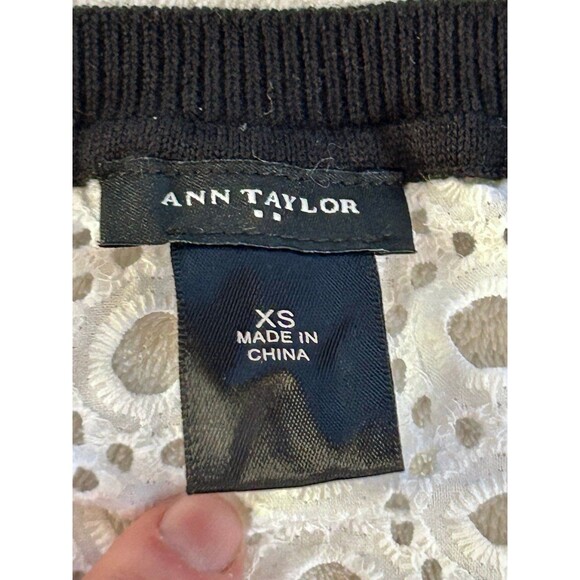 ANN TAYLOR
XS
MADE IN
CHINA